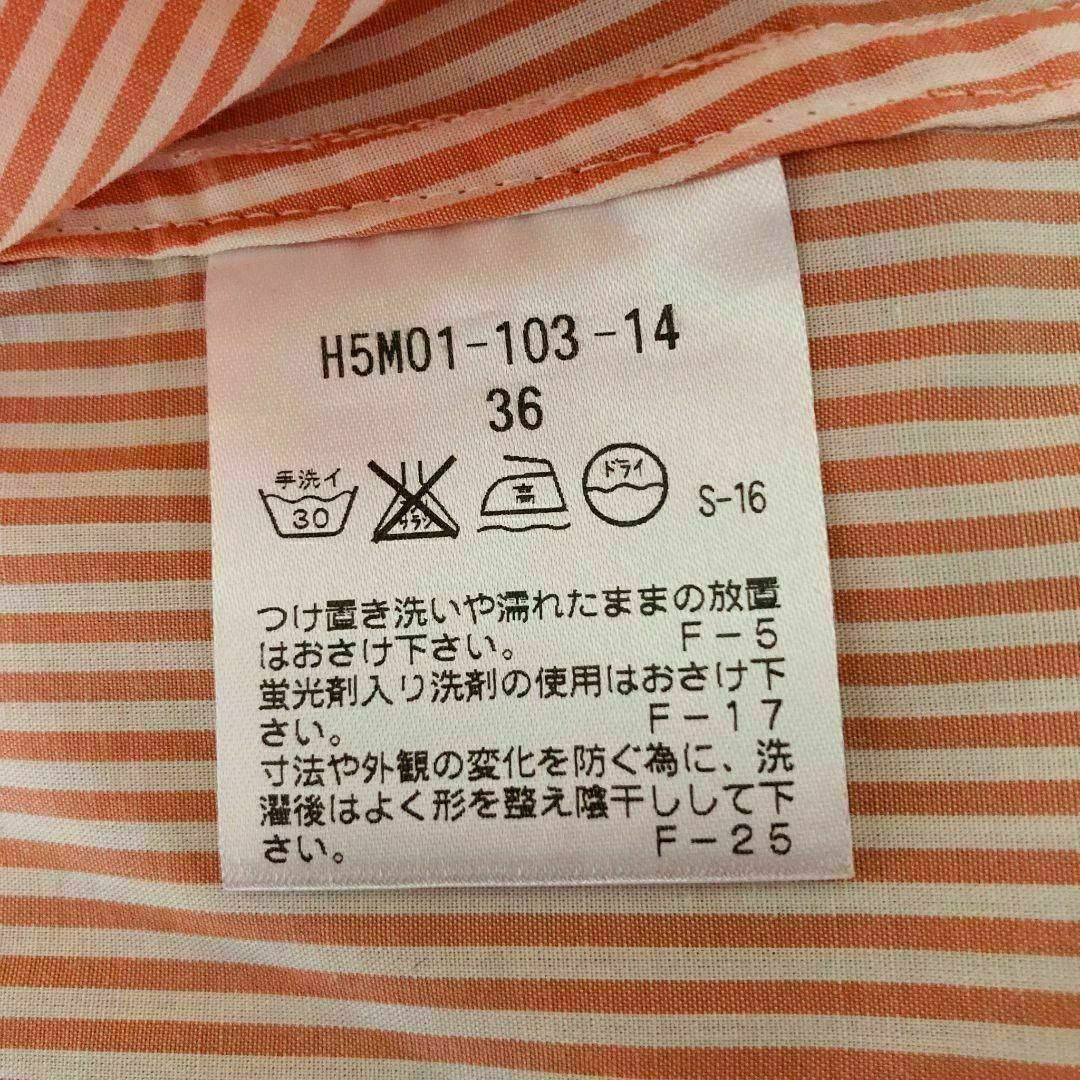 H5M01-103-14
36
手洗イ
30
高
ドライ
S-16
つけ置き洗いや濡れたままの放置
はおさけ下さい。 F-5
蛍光剤入り洗剤の使用はおさけ下
さい。 F-17
寸法や外観の変化を防ぐ為に、洗
濯後はよく形を整え陰干しして下
さい。 F-25